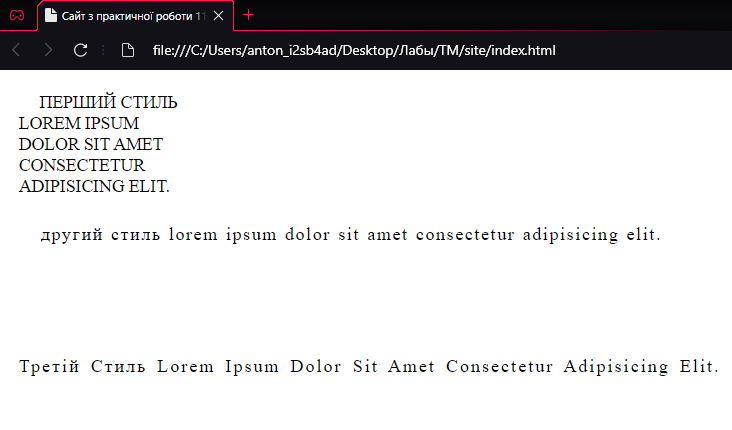 Сайт з практичної роботи 11
file:///C:/Users/anton_i2sb4ad/Desktop/Лабы/ТМ/site/index.html
ПЕРШИЙ СТИЛЬ
LOREM IPSUM
DOLOR SIT AMET
CONSECTETUR
ADIPISICING ELIT.
другий стиль lorem ipsum dolor sit amet consectetur adipisicing elit.
Третій Стиль Lorem Ipsum Dolor Sit Amet Consectetur Adipisicing Elit.